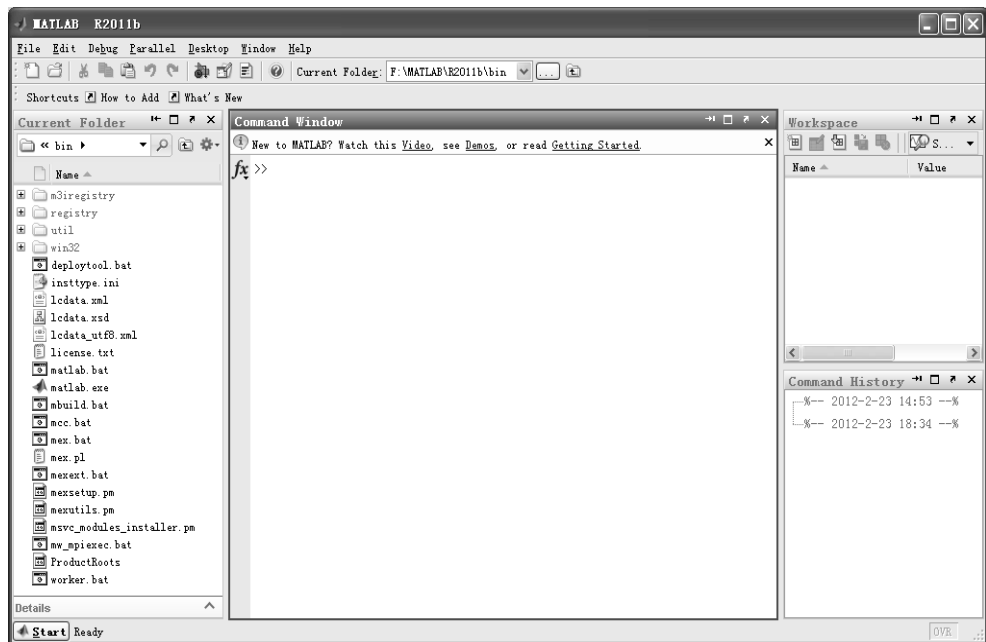 MATLAB R2011b
File Edit Debug Parallel Desktop Window Help
Current Folder: F:\MATLAB\R2011b\bin ...
Shortcuts How to Add What's New
Current Folder
« bin
Name
m3iregistry
registry
util
win32
deploytool.bat
insttype.ini
lcdata.xml
lcdata.xsd
lcdata_utf8.xml
license.txt
matlab.bat
matlab.exe
mbuild.bat
mcc.bat
mex.bat
mex.pl
mexext.bat
mexsetup.pm
mexutils.pm
msvc_modules_installer.pm
mw_mpiexec.bat
ProductRoots
worker.bat
Details
Command Window
New to MATLAB? Watch this Video, see Demos, or read Getting Started.
fx >>
Workspace
S...
Name Value
Command History
%-- 2012-2-23 14:53 --%
%-- 2012-2-23 18:34 --%
Start Ready
OVR